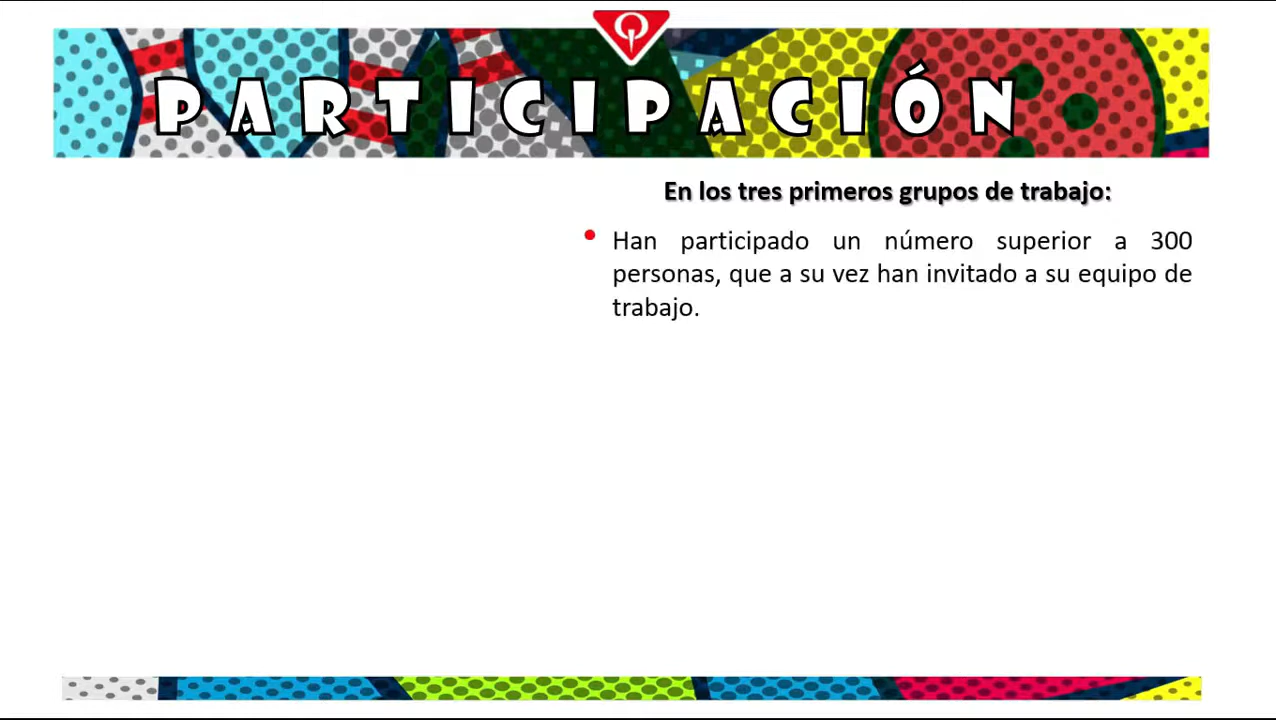 PARTICIPACIÓN
En los tres primeros grupos de trabajo:
Han participado un número superior a 300
personas, que a su vez han invitado a su equipo de
trabajo.